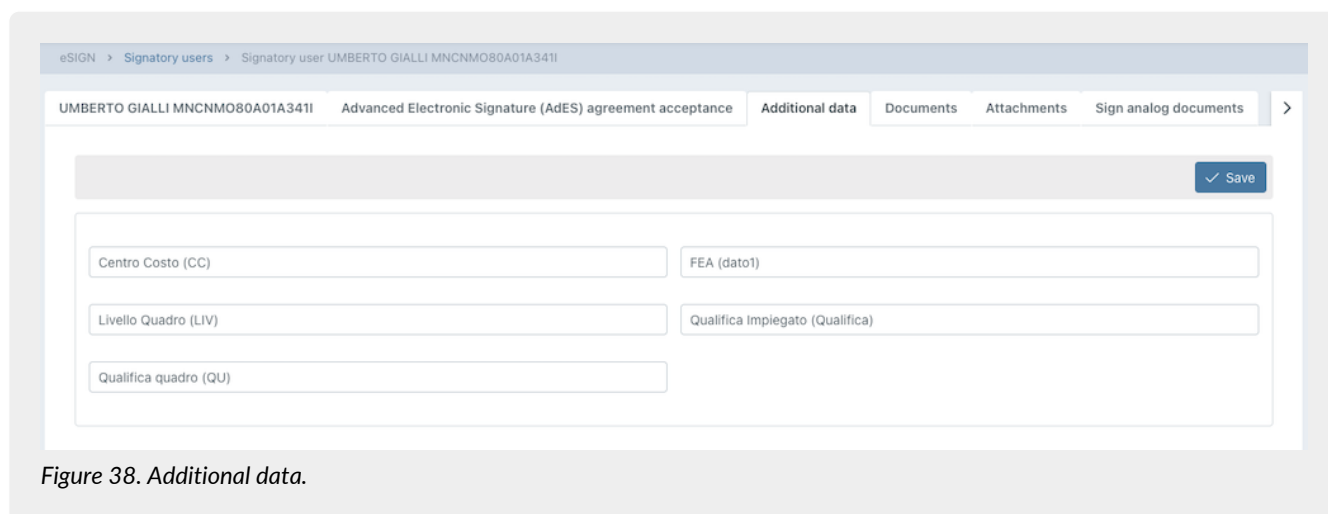 eSIGN > Signatory users > Signatory user UMBERTO GIALLI MNCNMO80A01A341I
UMBERTO GIALLI MNCNMO80A01A341I Advanced Electronic Signature (AdES) agreement acceptance Additional data Documents Attachments Sign analog documents >
Save
Centro Costo (CC) FEA (dato1)
Livello Quadro (LIV) Qualifica Impiegato (Qualifica)
Qualifica quadro (QU)
Figure 38. Additional data.